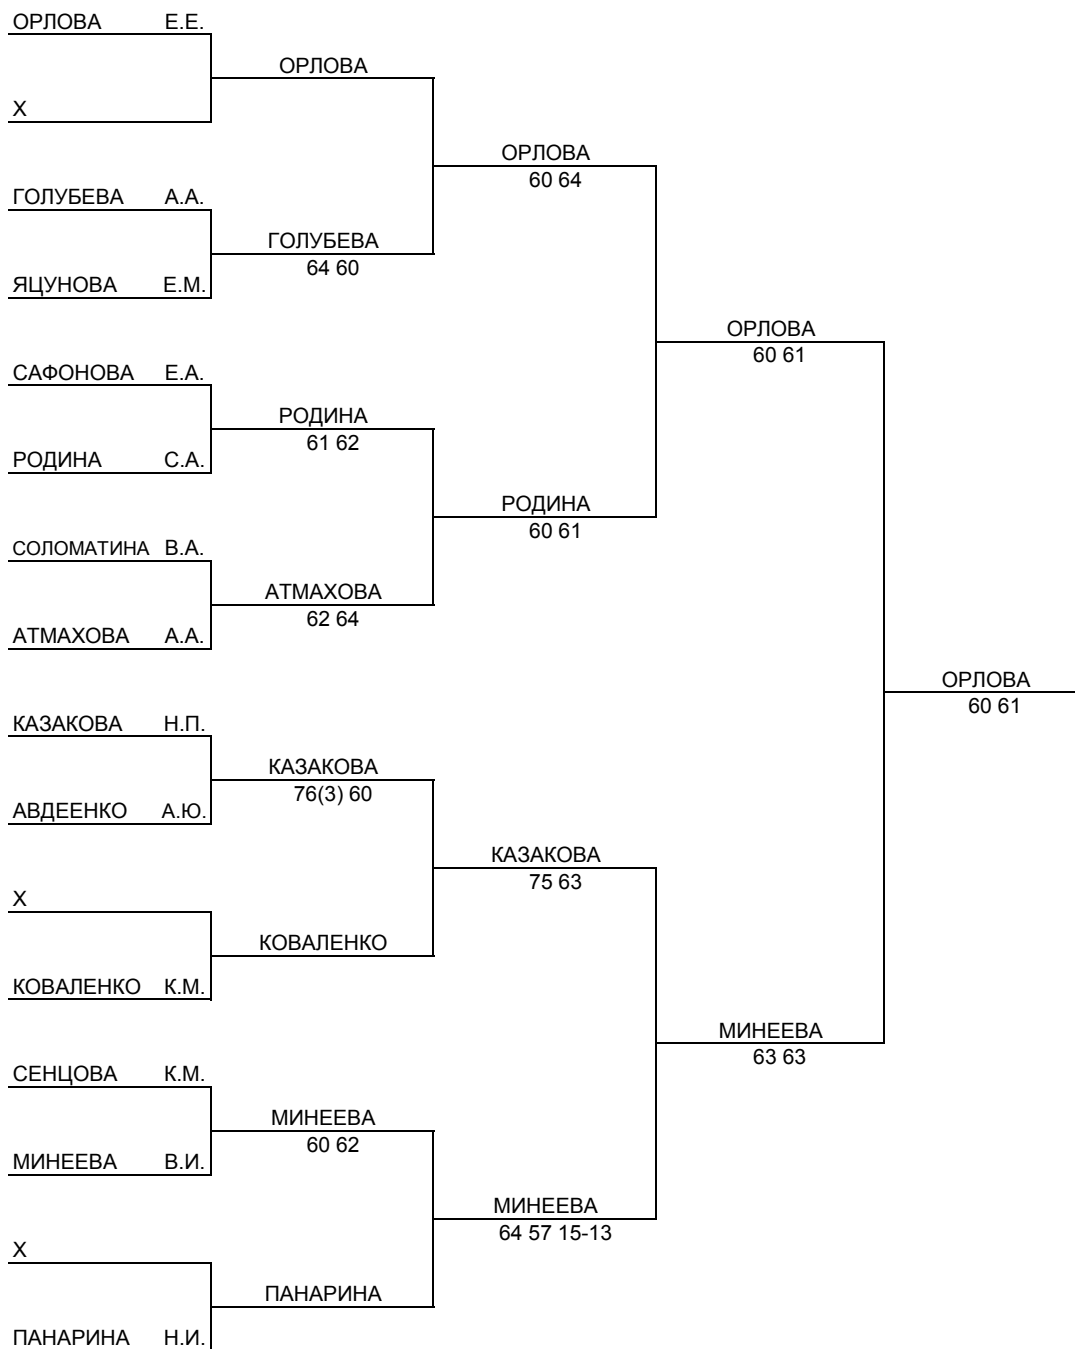 ОРЛОВА Е.Е.
ОРЛОВА
Х
ОРЛОВА
60 64
ГОЛУБЕВА А.А.
ГОЛУБЕВА
64 60
ЯЦУНОВА Е.М.
ОРЛОВА
60 61
САФОНОВА Е.А.
РОДИНА
61 62
РОДИНА С.А.
РОДИНА
60 61
СОЛОМАТИНА В.А.
АТМАХОВА
62 64
АТМАХОВА А.А.
ОРЛОВА
60 61
КАЗАКОВА Н.П.
КАЗАКОВА
76(3) 60
АВДЕЕНКО А.Ю.
КАЗАКОВА
75 63
Х
КОВАЛЕНКО
КОВАЛЕНКО К.М.
МИНЕЕВА
63 63
СЕНЦОВА К.М.
МИНЕЕВА
60 62
МИНЕЕВА В.И.
МИНЕЕВА
64 57 15-13
Х
ПАНАРИНА
ПАНАРИНА Н.И.